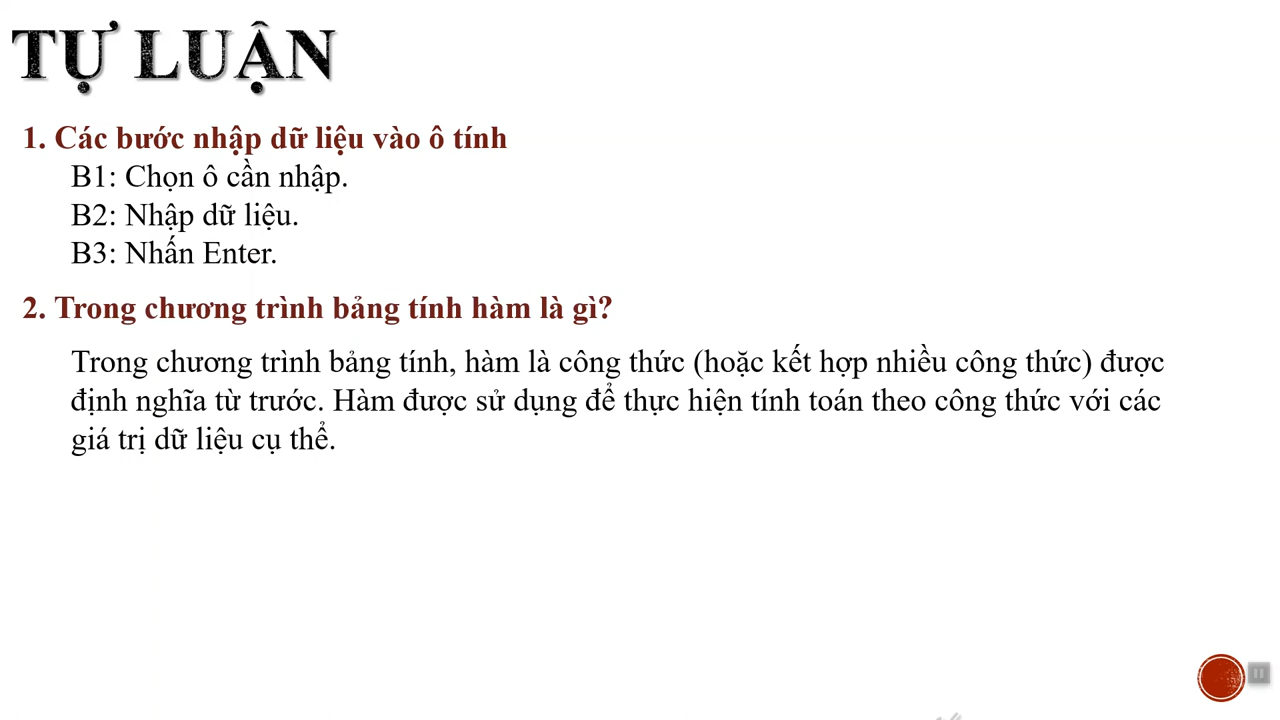 TỰ LUẬN
1. Các bước nhập dữ liệu vào ô tính
B1: Chọn ô cần nhập.
B2: Nhập dữ liệu.
B3: Nhấn Enter.
2. Trong chương trình bảng tính hàm là gì?
Trong chương trình bảng tính, hàm là công thức (hoặc kết hợp nhiều công thức) được
định nghĩa từ trước. Hàm được sử dụng để thực hiện tính toán theo công thức với các
giá trị dữ liệu cụ thể.
11